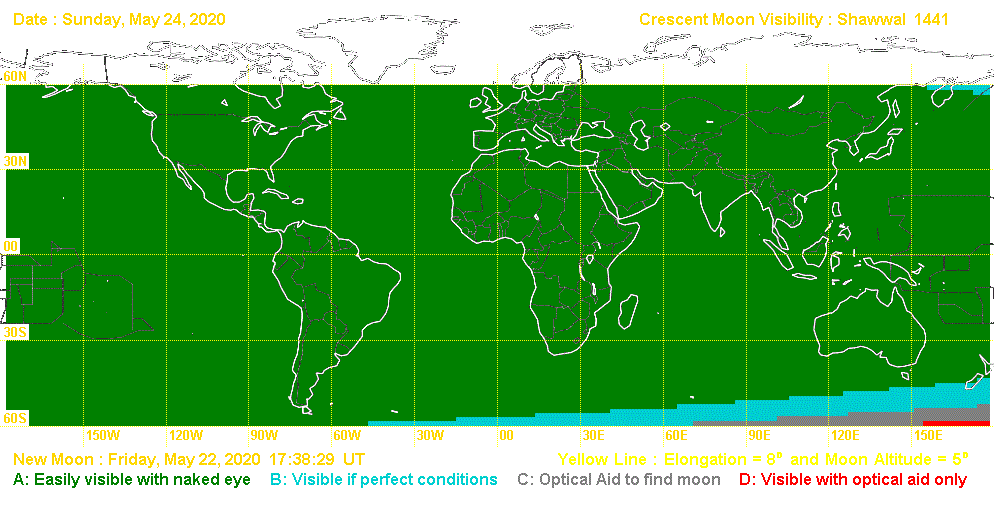 Date : Sunday, May 24, 2020
Crescent Moon Visibility : Shawwal 1441
60N
30N
00
30S
60S
150W 120W 90W 60W 30W 00 30E 60E 90E 120E 150E
New Moon : Friday, May 22, 2020 17:38:29 UT
Yellow Line : Elongation = 8° and Moon Altitude = 5°
A: Easily visible with naked eye B: Visible if perfect conditions C: Optical Aid to find moon D: Visible with optical aid only